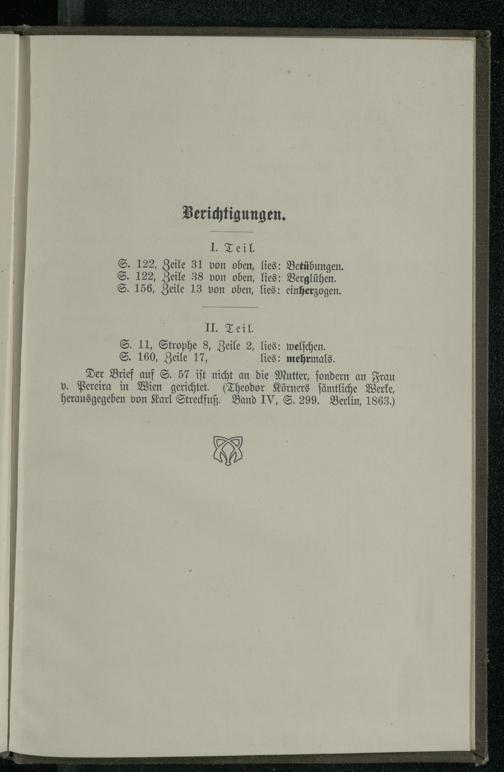 Berichtigungen.
I. Teil.
S. 122, Zeile 31 von oben, lies: Betübungen.
S. 122, Zeile 38 von oben, lies: Verglühen.
S. 156, Zeile 13 von oben, lies: einherzogen.
II. Teil.
S. 11, Strophe 8, Zeile 2, lies: welschen.
S. 160, Zeile 17, lies: mehrmals.
Der Brief auf S. 57 ist nicht an die Mutter, sondern an Frau
v. Pereira in Wien gerichtet. (Theodor Körners sämtliche Werke,
herausgegeben von Karl Streckfuß. Band IV, S. 299. Berlin, 1863.)